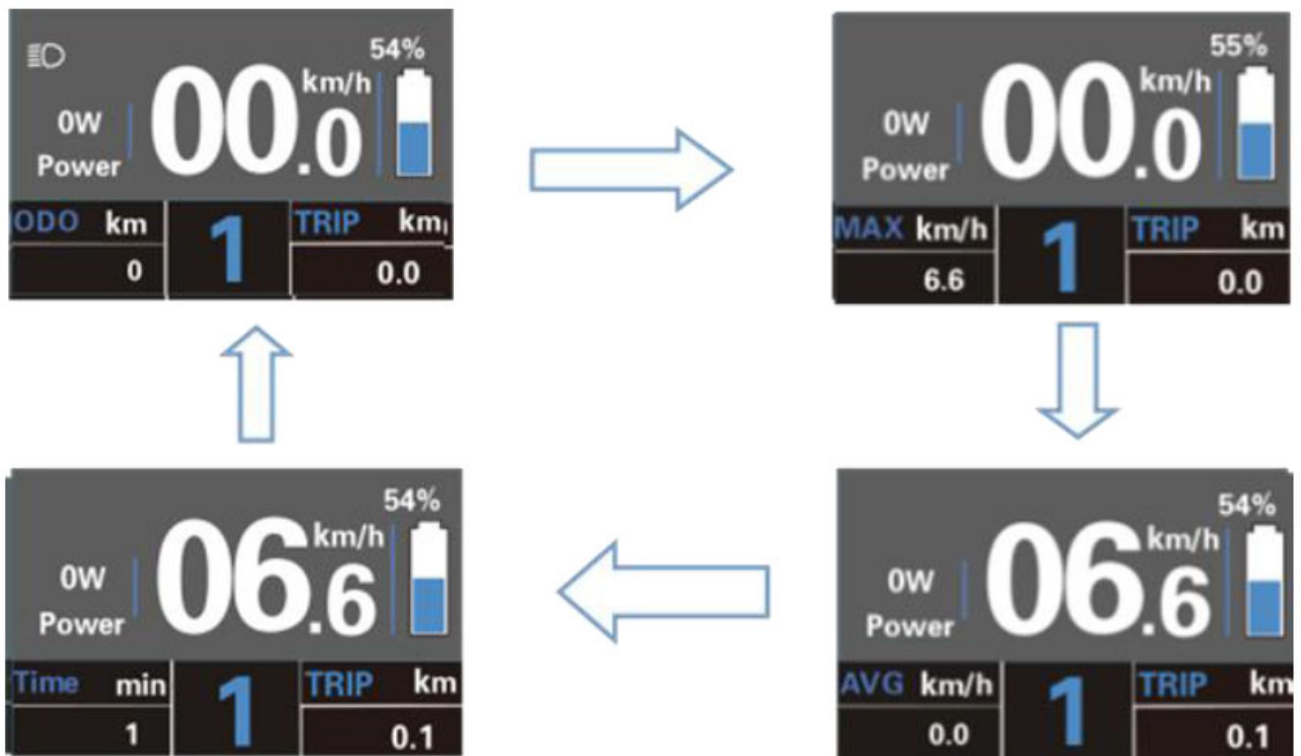 54%
00.0 km/h
0W
Power
ODO km 1 TRIP km
0 0.0
55%
00.0 km/h
0W
Power
MAX km/h 1 TRIP km
6.6 0.0
54%
06.6 km/h
0W
Power
Time min 1 TRIP km
1 0.1
54%
06.6 km/h
0W
Power
AVG km/h 1 TRIP km
0.0 0.1